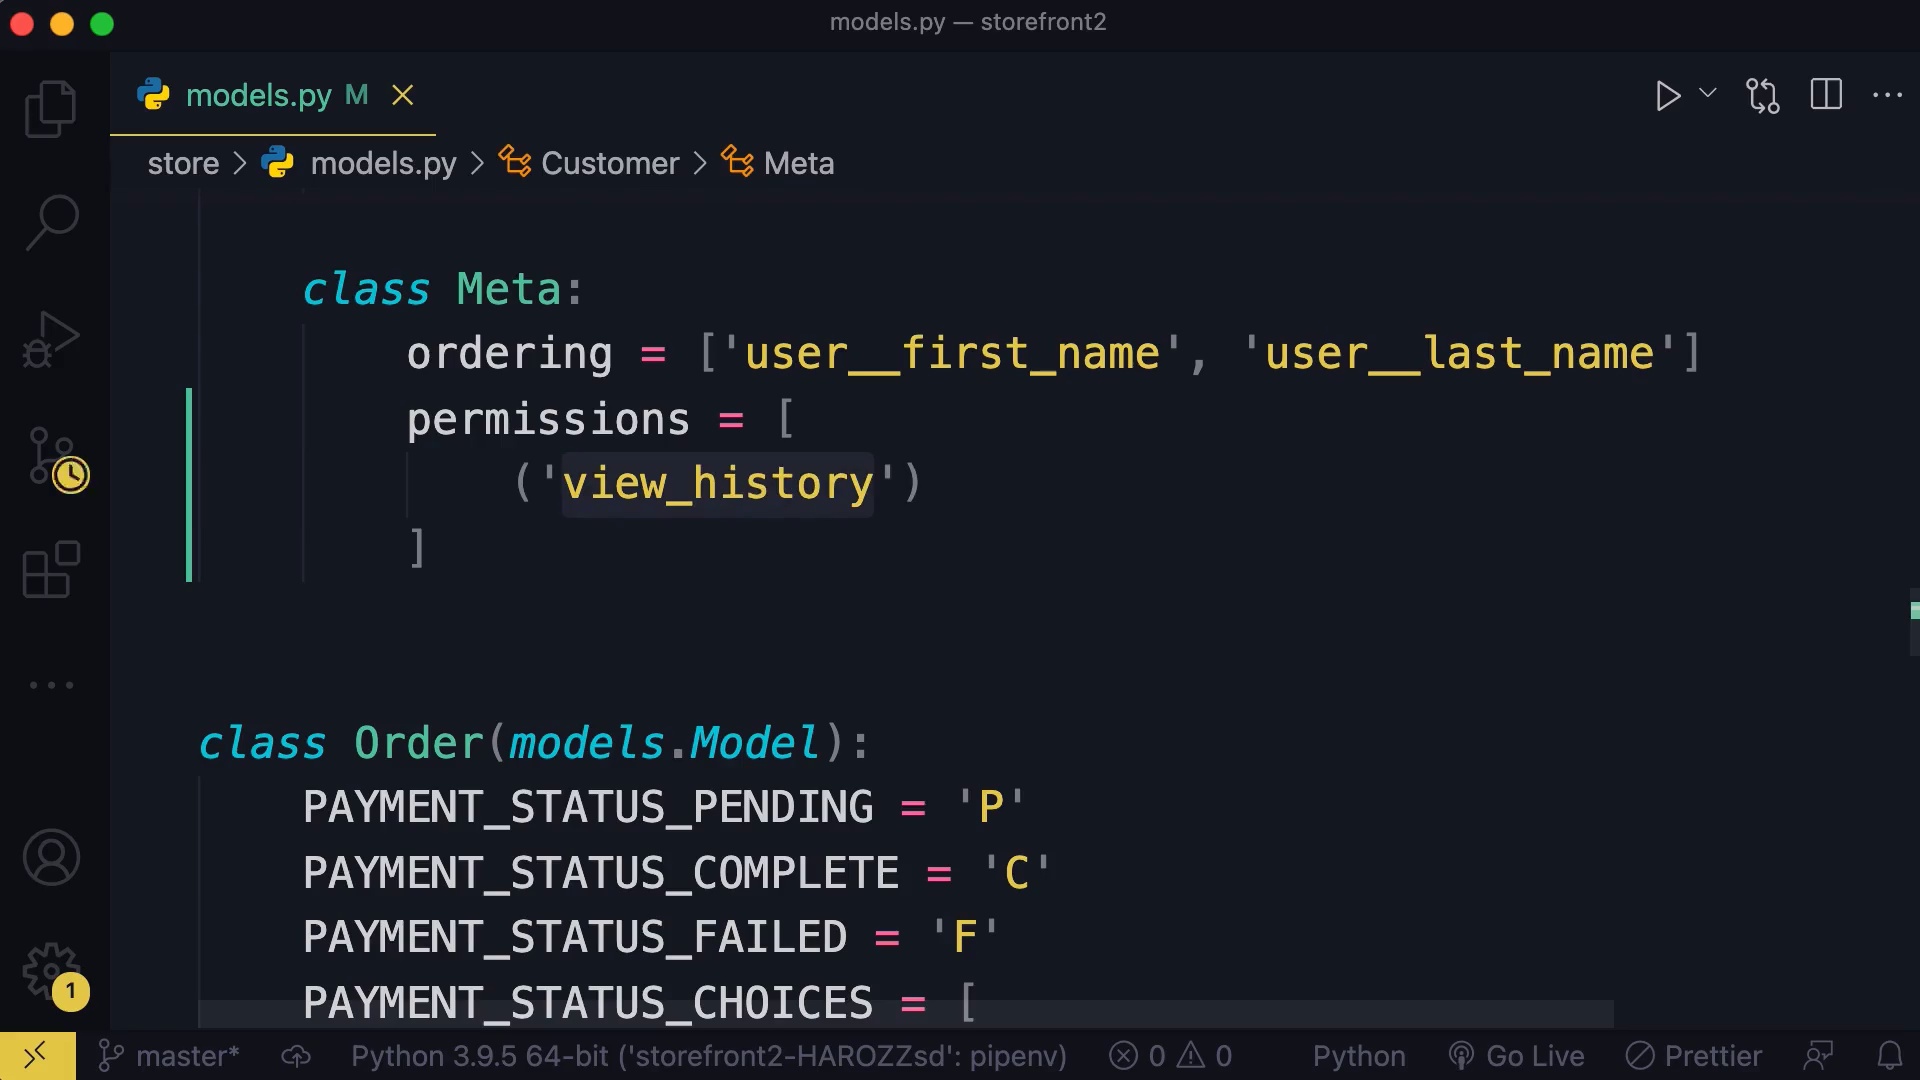 models.py — storefront2
models.py M
store > models.py > Customer > Meta
class Meta:
ordering = ['user__first_name', 'user__last_name']
permissions = [
('view_history')
]
class Order(models.Model):
PAYMENT_STATUS_PENDING = 'P'
PAYMENT_STATUS_COMPLETE = 'C'
PAYMENT_STATUS_FAILED = 'F'
PAYMENT_STATUS_CHOICES = [
1
master* Python 3.9.5 64-bit ('storefront2-HAROZZsd': pipenv) 0 0 Python Go Live Prettier